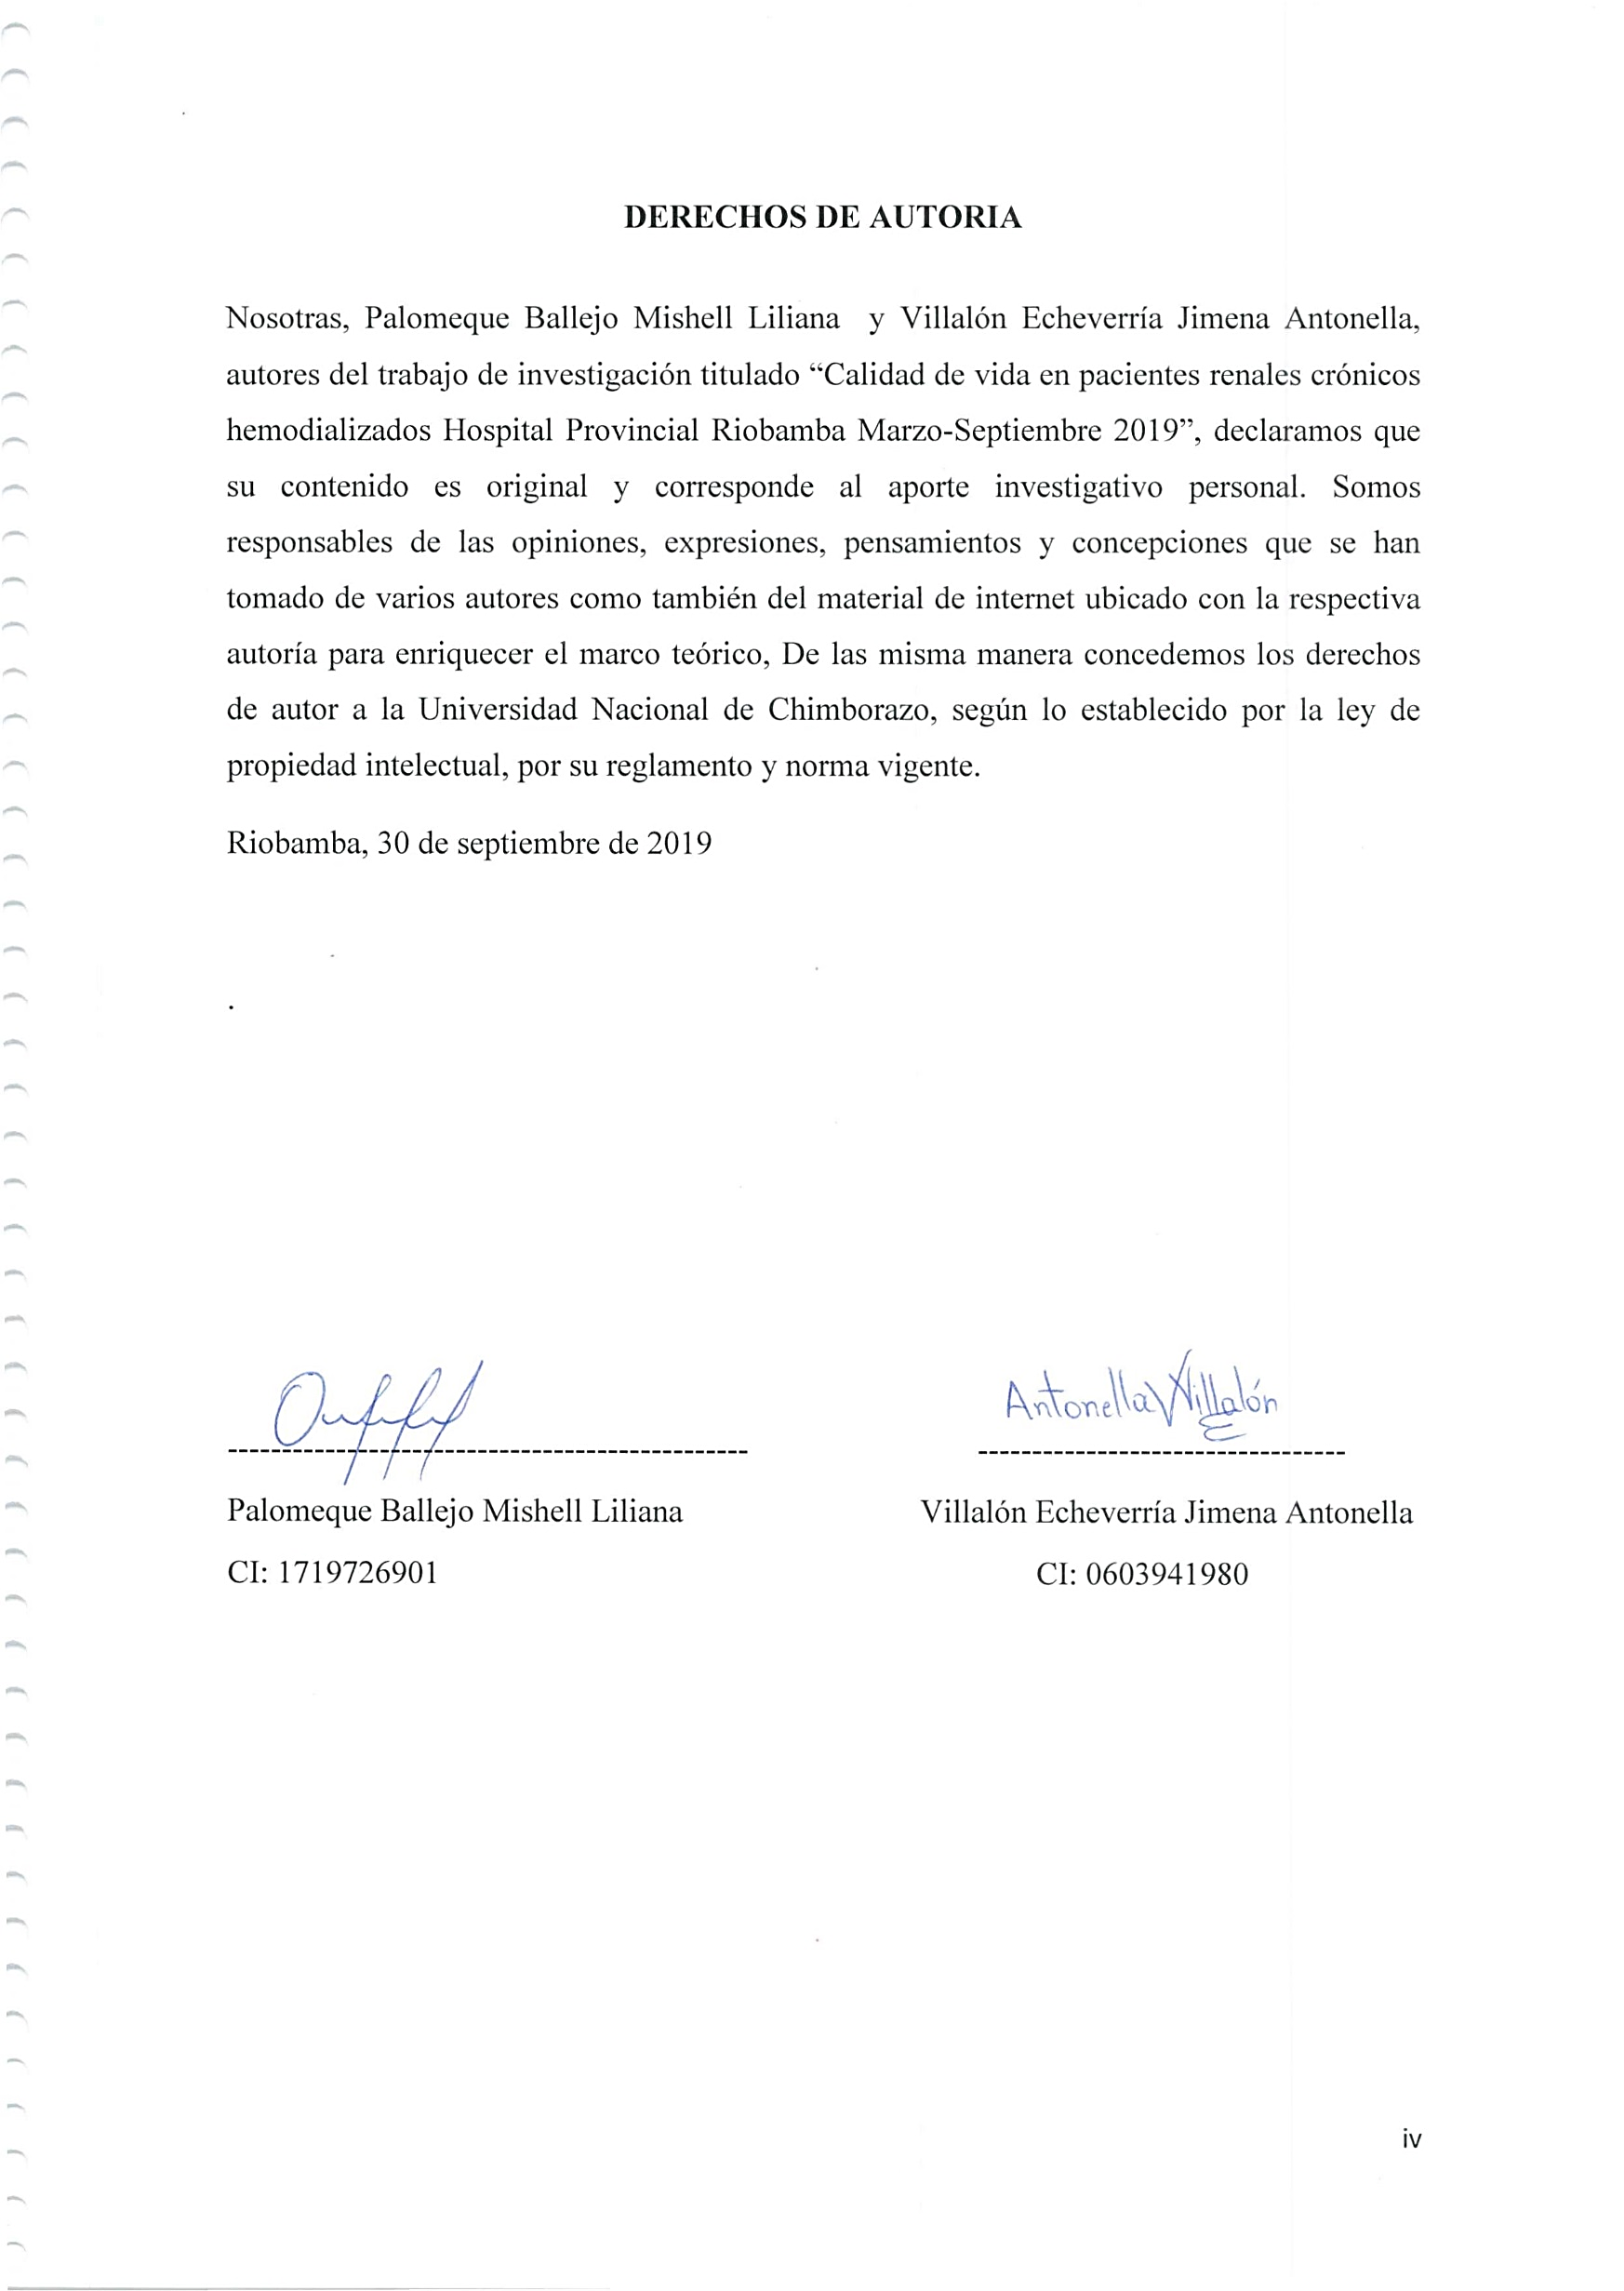 DERECHOS DE AUTORIA
Nosotras, Palomeque Ballejo Mishell Liliana y Villalón Echeverría Jimena Antonella,
autores del trabajo de investigación titulado “Calidad de vida en pacientes renales crónicos
hemodializados Hospital Provincial Riobamba Marzo-Septiembre 2019”, declaramos que
su contenido es original y corresponde al aporte investigativo personal. Somos
responsables de las opiniones, expresiones, pensamientos y concepciones que se han
tomado de varios autores como también del material de internet ubicado con la respectiva
autoría para enriquecer el marco teórico, De las misma manera concedemos los derechos
de autor a la Universidad Nacional de Chimborazo, según lo establecido por la ley de
propiedad intelectual, por su reglamento y norma vigente.
Riobamba, 30 de septiembre de 2019
Antonella Villalón
Palomeque Ballejo Mishell Liliana
Villalón Echeverría Jimena Antonella
CI: 1719726901
CI: 0603941980
iv